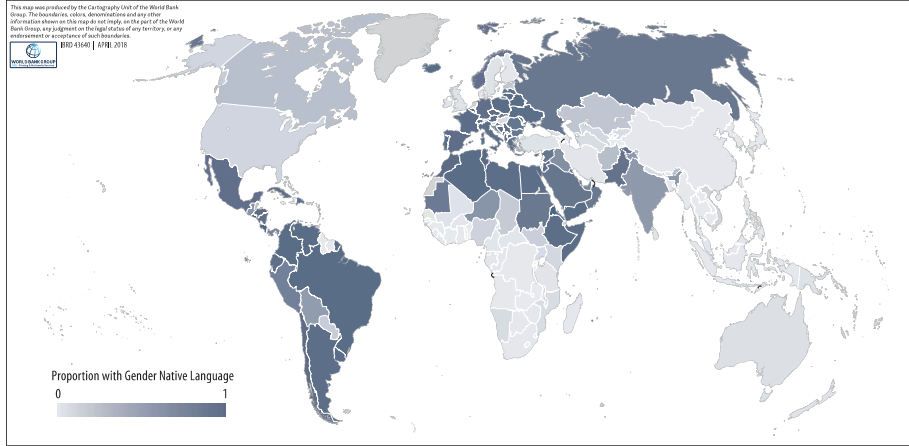 This map was produced by the Cartography Unit of the World Bank
Group. The boundaries, colors, denominations and any other
information shown on this map do not imply, on the part of the World
Bank Group, any judgment on the legal status of any territory, or any
endorsement or acceptance of such boundaries.
IBRD 43640 | APRIL 2018
WORLD BANK GROUP
Proportion with Gender Native Language
0 1